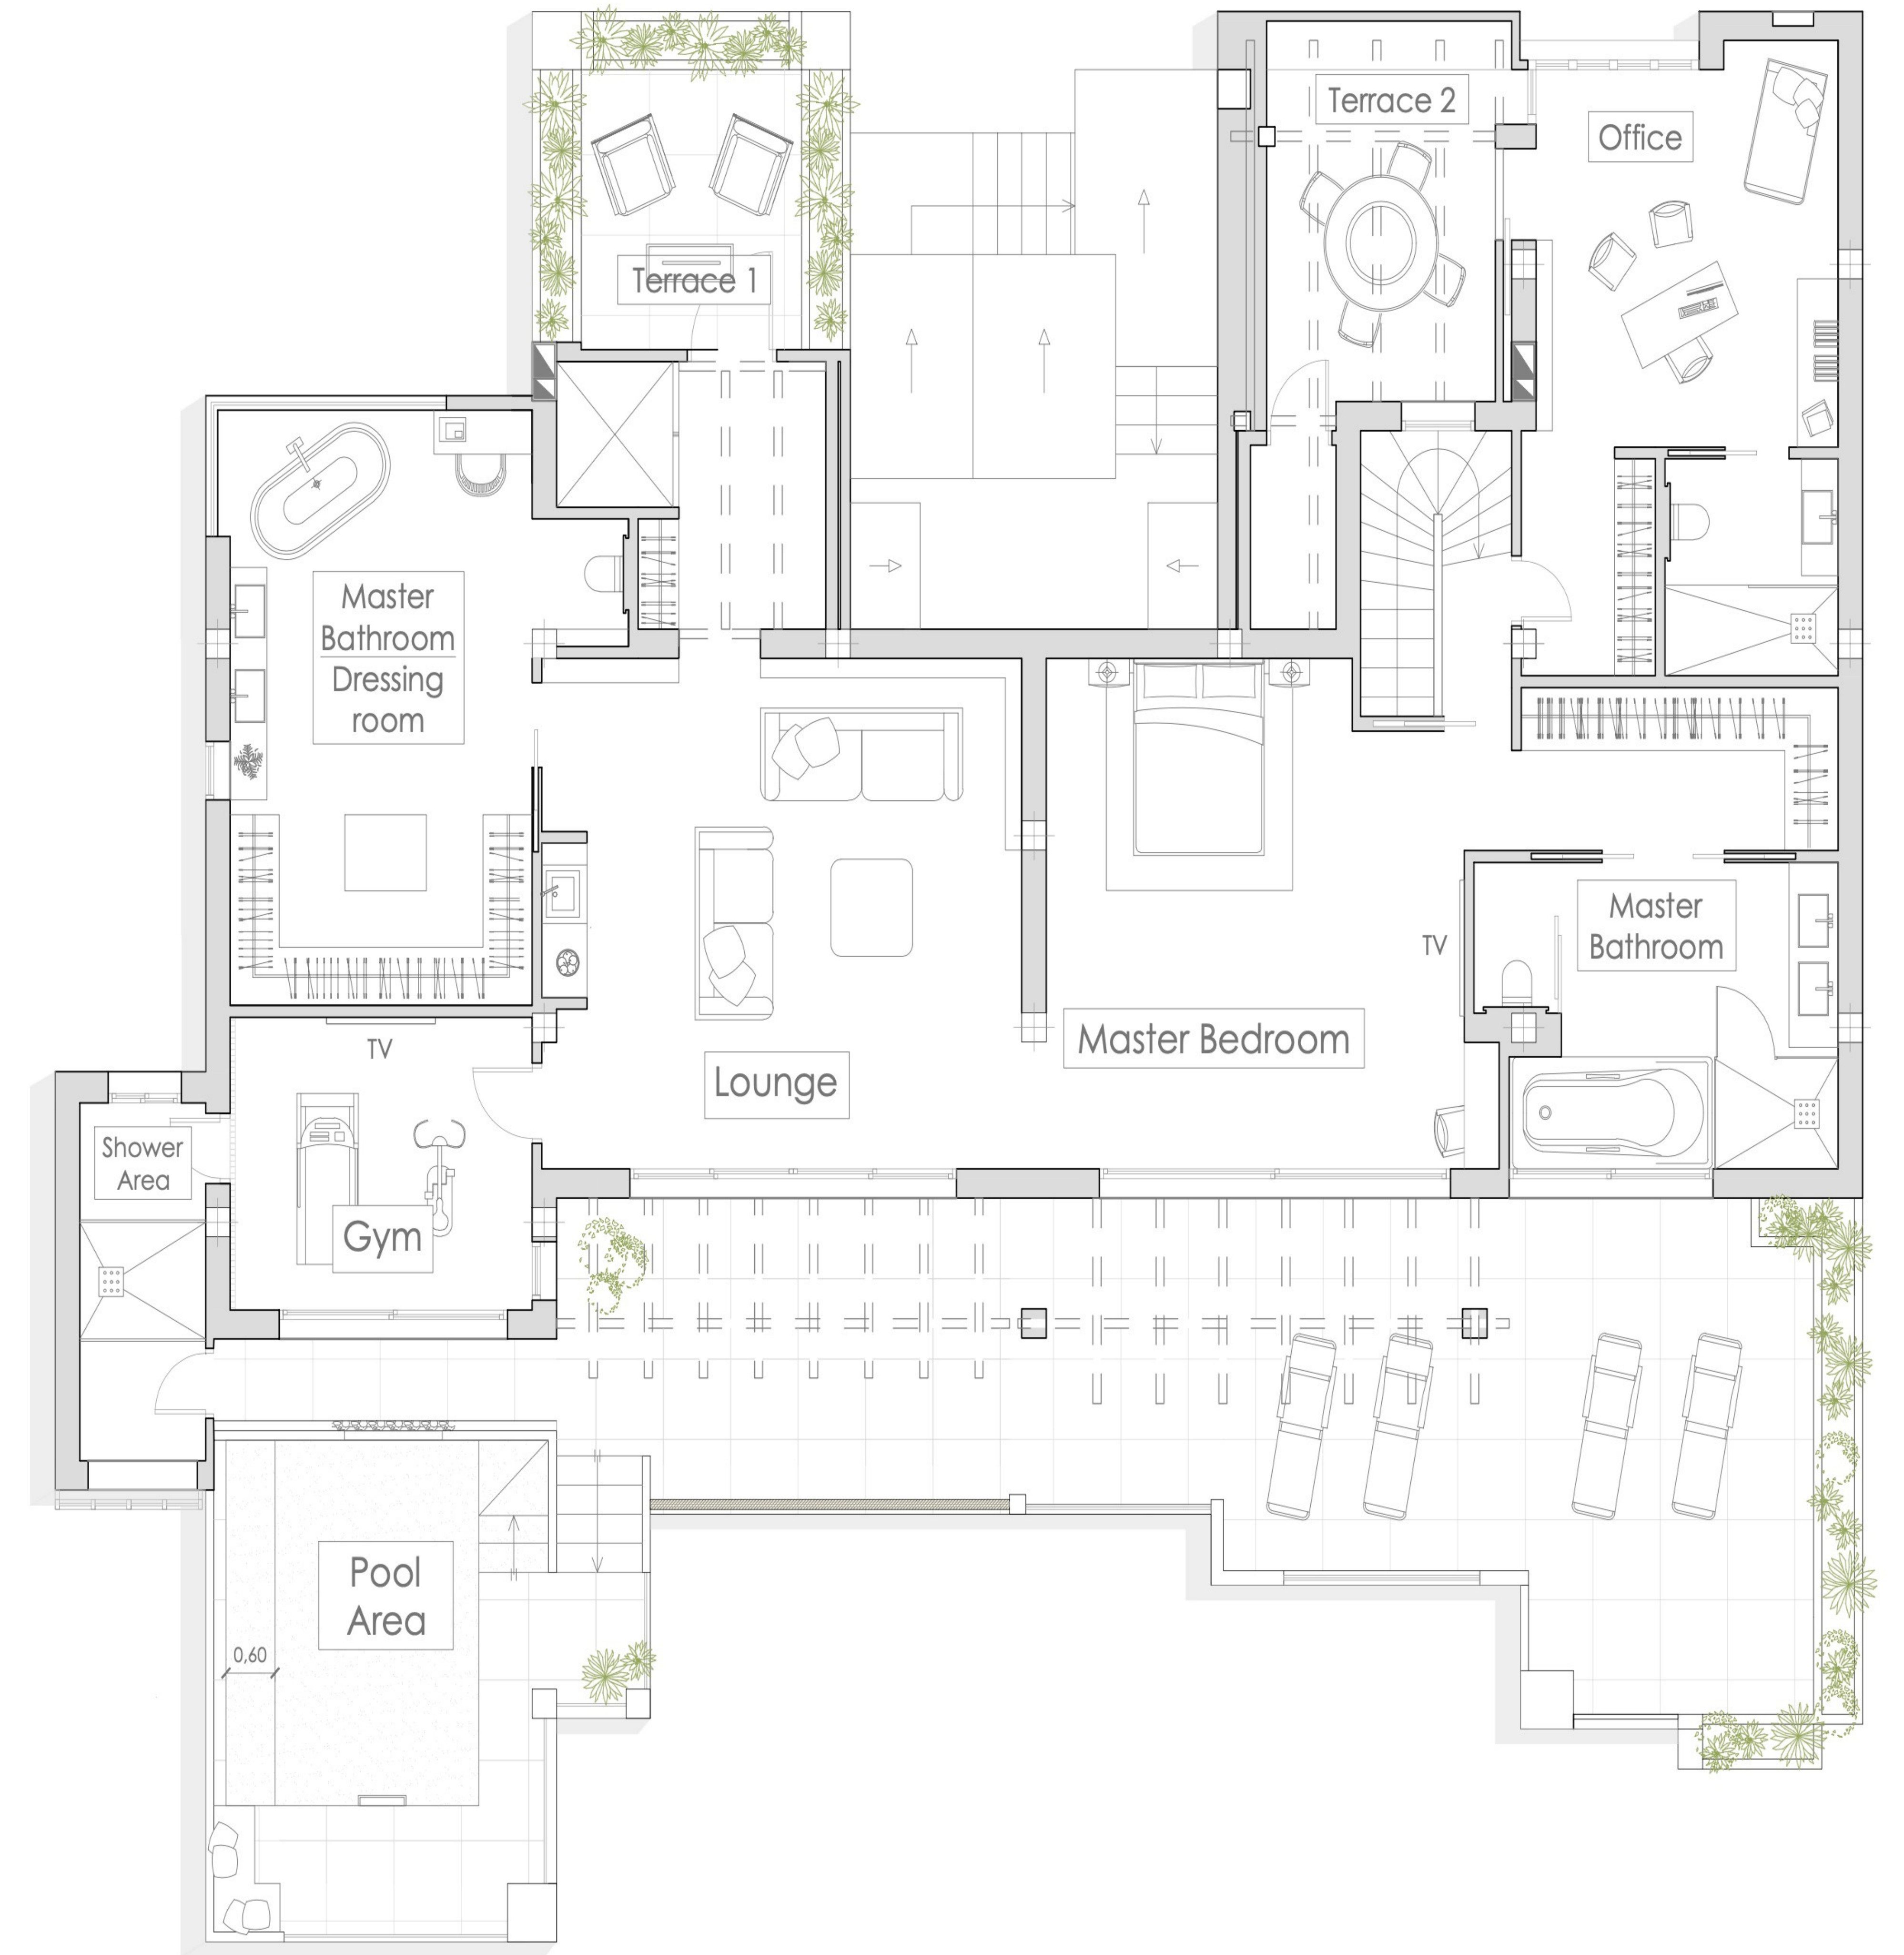 Terrace 1
Terrace 2
Office
Master
Bathroom
Dressing
room
TV
Master
Bathroom
Master Bedroom
Lounge
TV
Shower
Area
Gym
Pool
Area
0,60